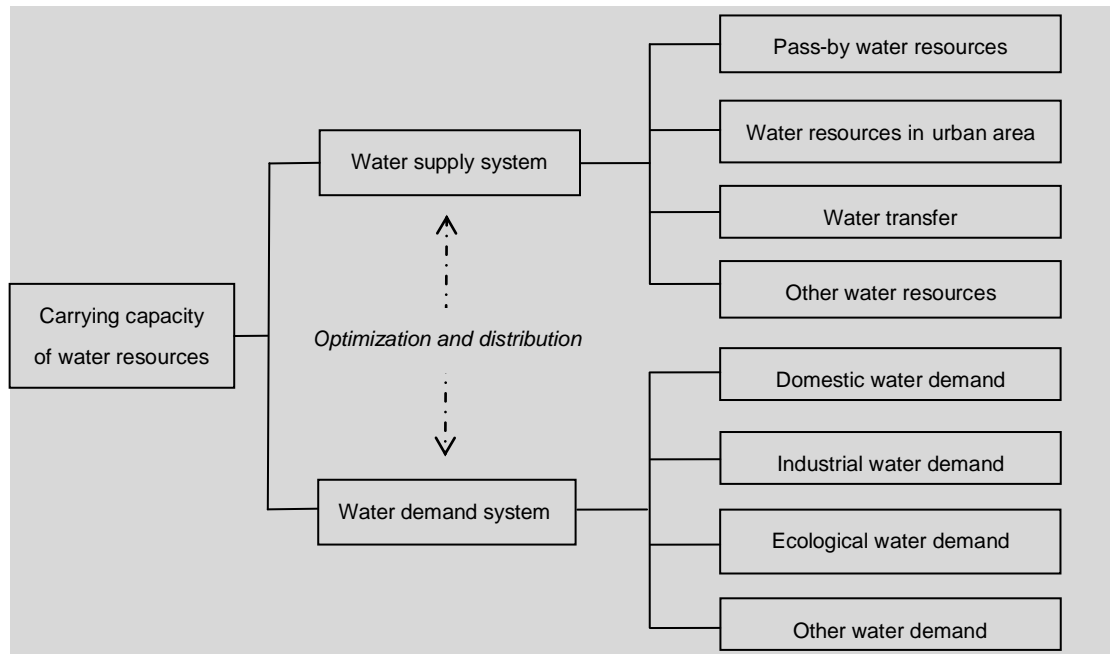 Pass-by water resources
Water resources in urban area
Water supply system
Water transfer
Other water resources
Carrying capacity
of water resources
Optimization and distribution
Domestic water demand
Industrial water demand
Water demand system
Ecological water demand
Other water demand